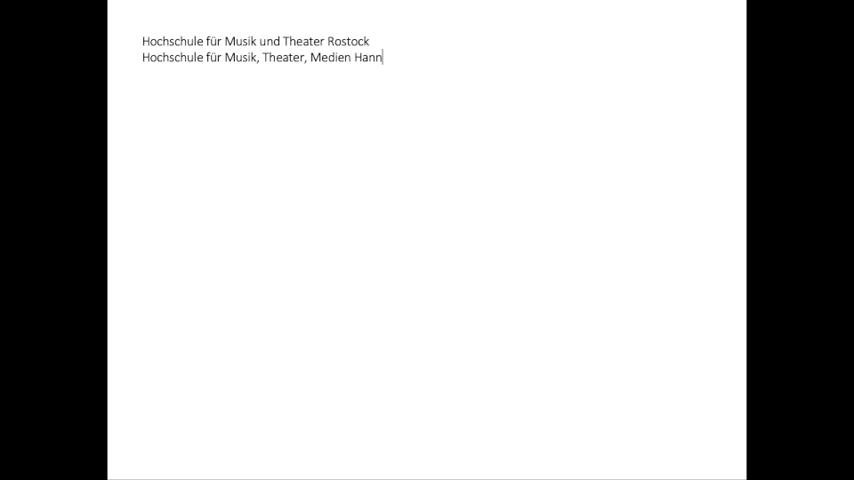 Hochschule für Musik und Theater Rostock
Hochschule für Musik, Theater, Medien Hann